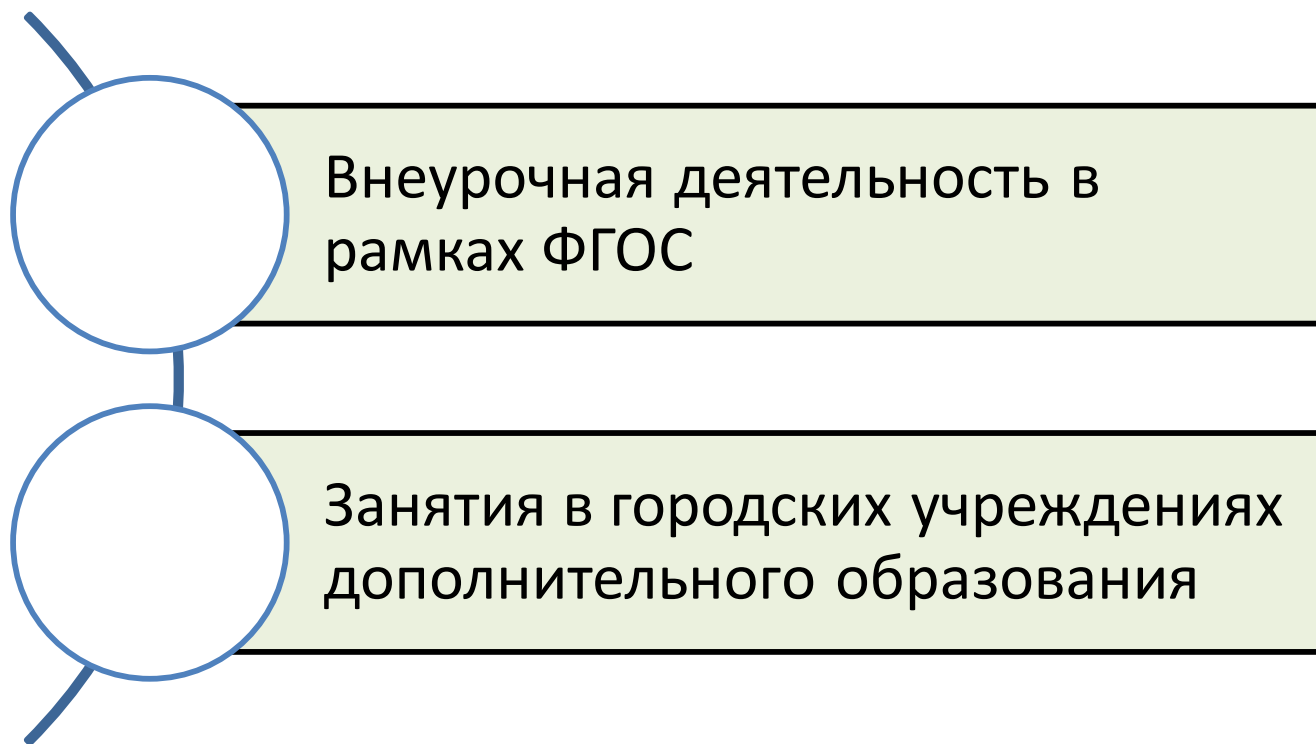 Внеурочная деятельность в
рамках ФГОС
Занятия в городских учреждениях
дополнительного образования